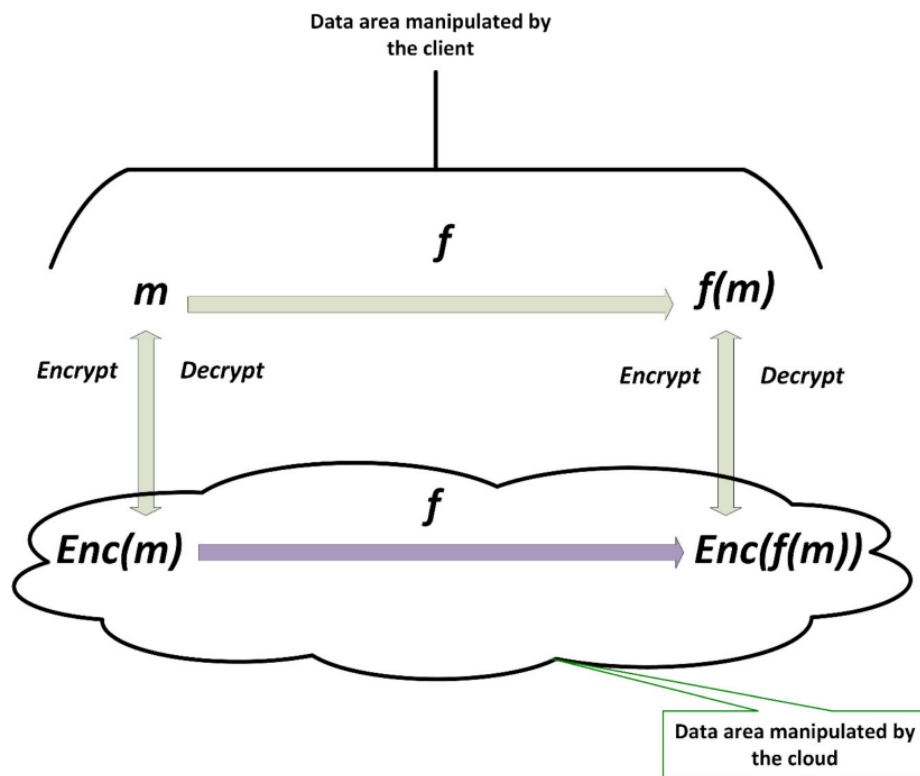 Data area manipulated by
the client
f
m
f(m)
Encrypt
Decrypt
Encrypt
Decrypt
f
Enc(m)
Enc(f(m))
Data area manipulated by
the cloud